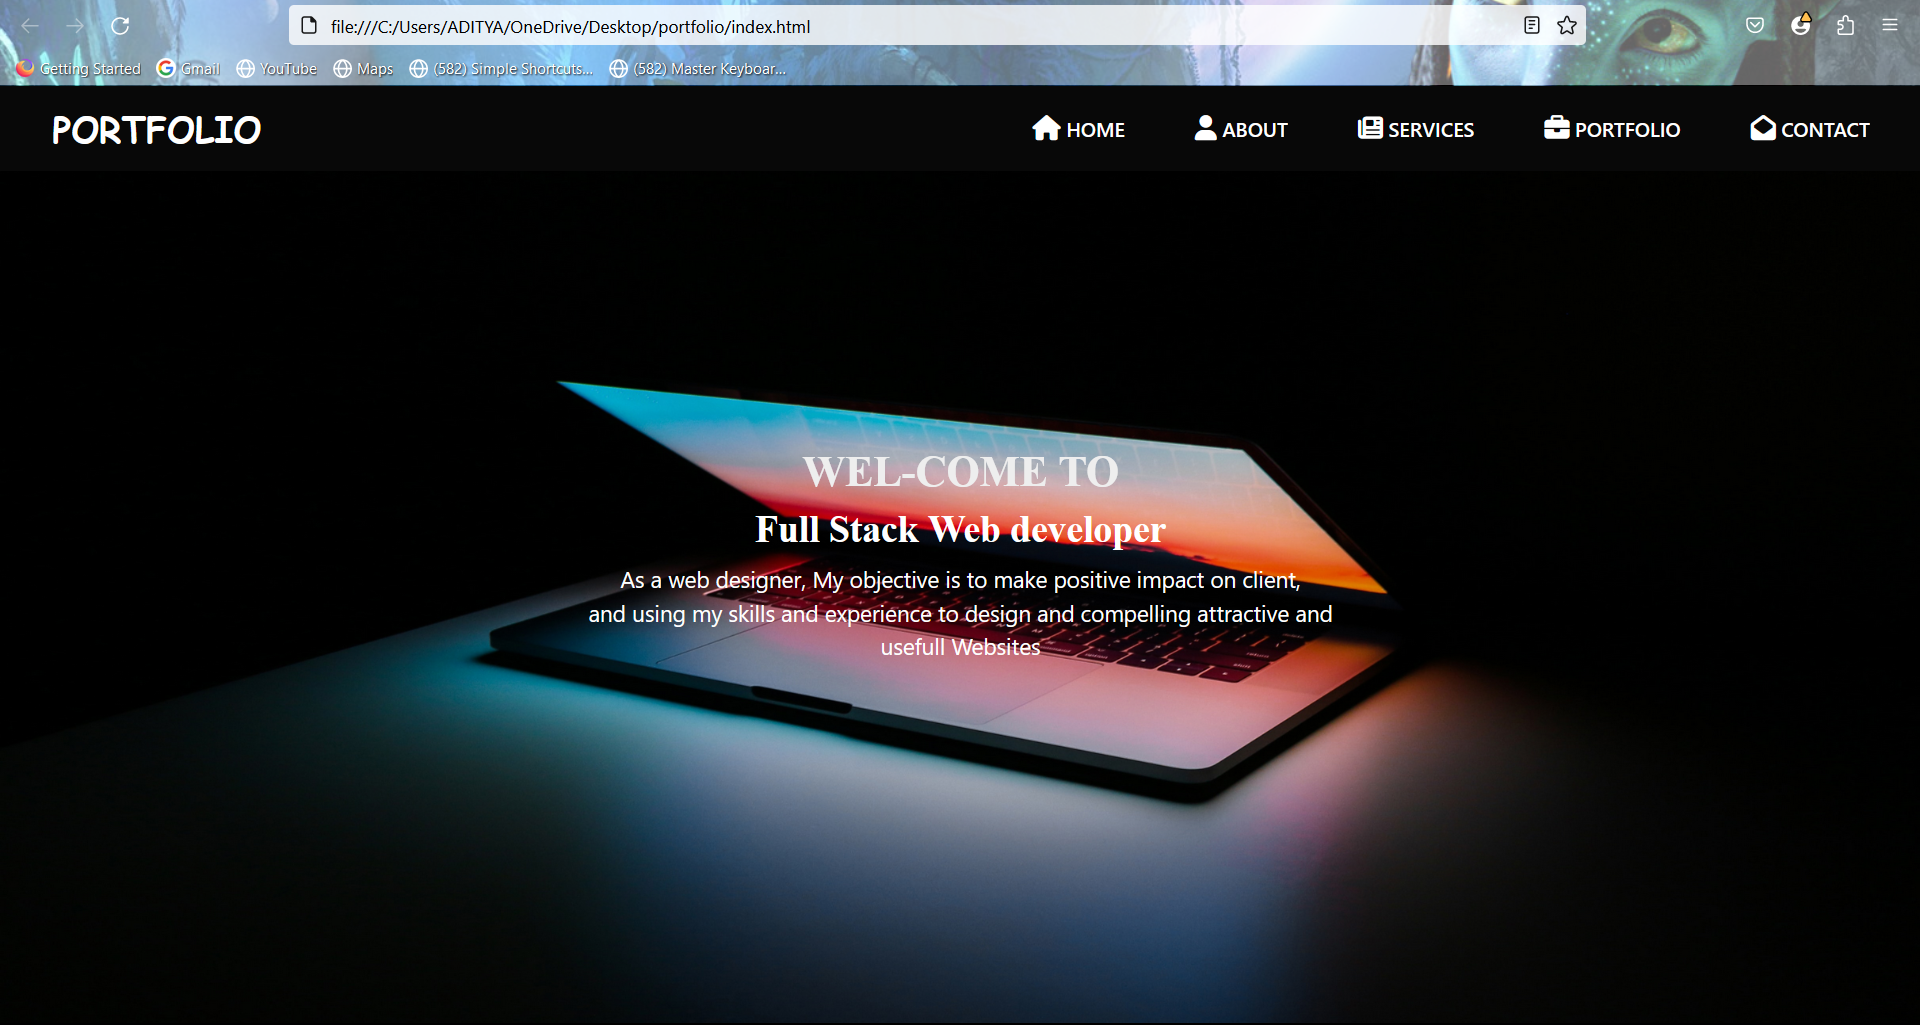 file:///C:/Users/ADITYA/OneDrive/Desktop/portfolio/index.html
Getting Started Gmail YouTube Maps (582) Simple Shortcuts... (582) Master Keyboar...
PORTFOLIO HOME ABOUT SERVICES PORTFOLIO CONTACT
WEL-COME TO
Full Stack Web developer
As a web designer, My objective is to make positive impact on client,
and using my skills and experience to design and compelling attractive and
usefull Websites